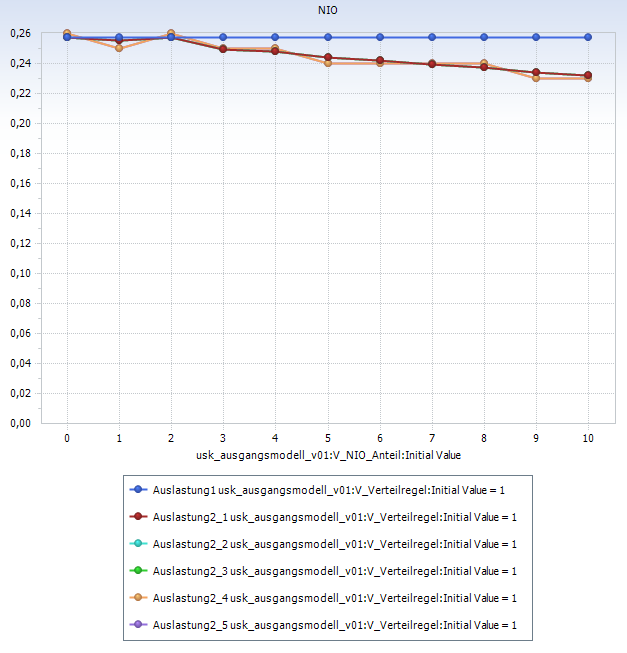 NIO
0,26
0,24
0,22
0,20
0,18
0,16
0,14
0,12
0,10
0,08
0,06
0,04
0,02
0,00
0 1 2 3 4 5 6 7 8 9 10
usk_ausgangsmodell_v01:V_NIO_Anteil:Initial Value
Auslastung1 usk_ausgangsmodell_v01:V_Verteilregel:Initial Value = 1
Auslastung2_1 usk_ausgangsmodell_v01:V_Verteilregel:Initial Value = 1
Auslastung2_2 usk_ausgangsmodell_v01:V_Verteilregel:Initial Value = 1
Auslastung2_3 usk_ausgangsmodell_v01:V_Verteilregel:Initial Value = 1
Auslastung2_4 usk_ausgangsmodell_v01:V_Verteilregel:Initial Value = 1
Auslastung2_5 usk_ausgangsmodell_v01:V_Verteilregel:Initial Value = 1